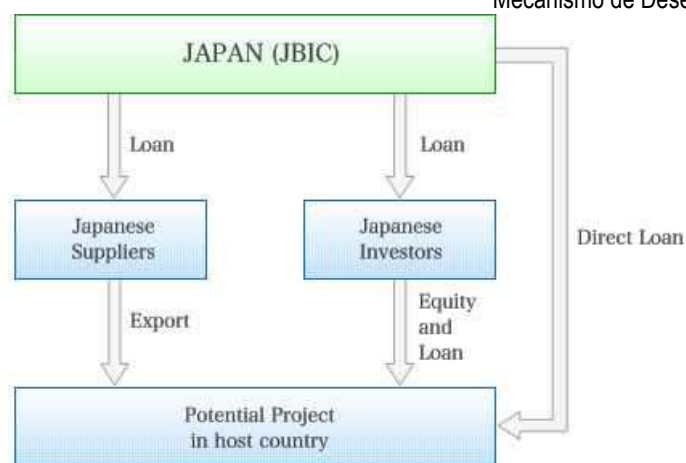 Mecanismo de Dese
JAPAN (JBIC)
Loan
Loan
Japanese
Suppliers
Japanese
Investors
Direct Loan
Export
Equity
and
Loan
Potential Project
in host country